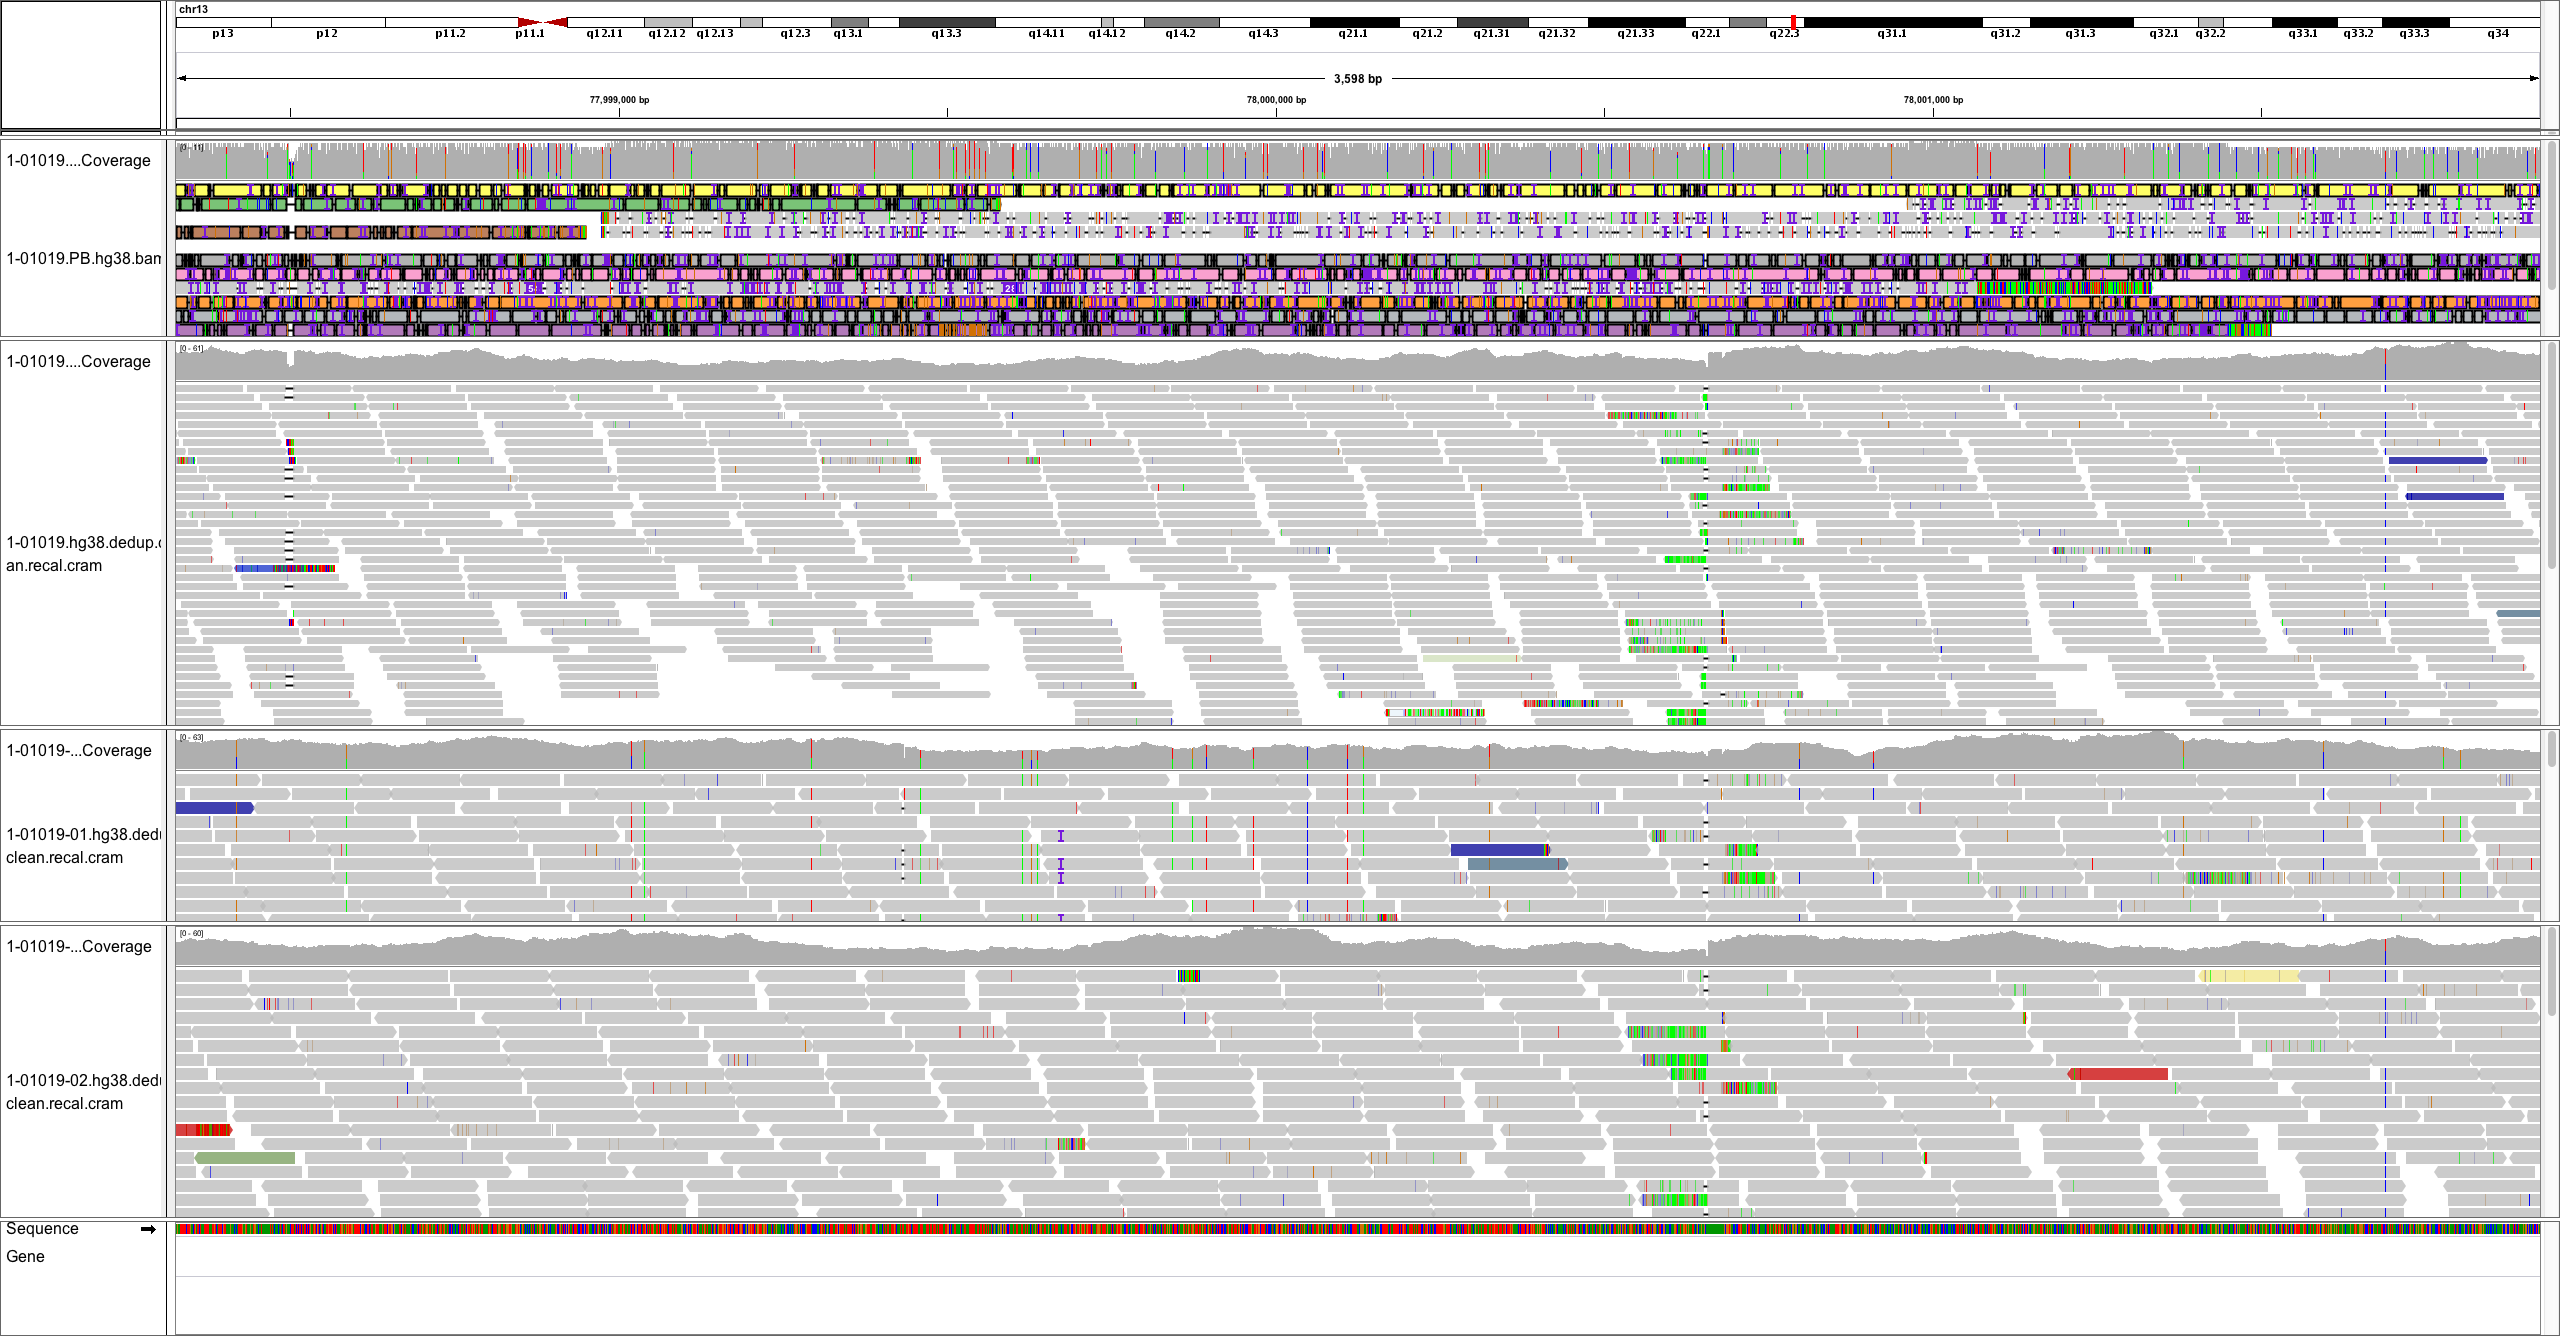 chr13
p13 p12 p11.2 p11.1 q12.11 q12.12 q12.13 q12.3 q13.1 q13.3 q14.11 q14.12 q14.2 q14.3 q21.1 q21.2 q21.31 q21.32 q21.33 q22.1 q22.3 q31.1 q31.2 q31.3 q32.1 q32.2 q33.1 q33.2 q33.3 q34
3,598 bp
77,999,000 bp 78,000,000 bp 78,001,000 bp
1-01019....Coverage
[0 - 11]
1-01019.PB.hg38.bam
1-01019....Coverage
[0 - 61]
1-01019.hg38.dedup.c
an.recal.cram
1-01019-...Coverage
[0 - 63]
1-01019-01.hg38.dedu
clean.recal.cram
1-01019-...Coverage
[0 - 60]
1-01019-02.hg38.dedu
clean.recal.cram
Sequence
Gene